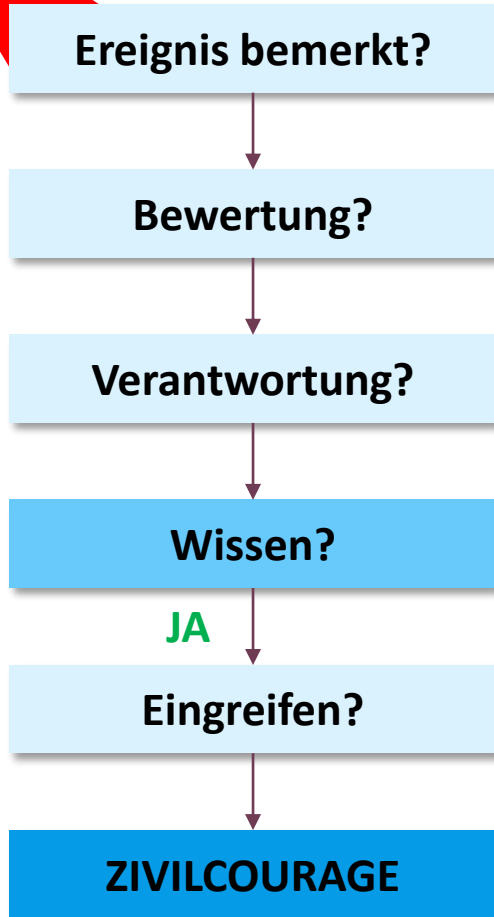 Ereignis bemerkt?
Bewertung?
Verantwortung?
Wissen?
JA
Eingreifen?
ZIVILCOURAGE